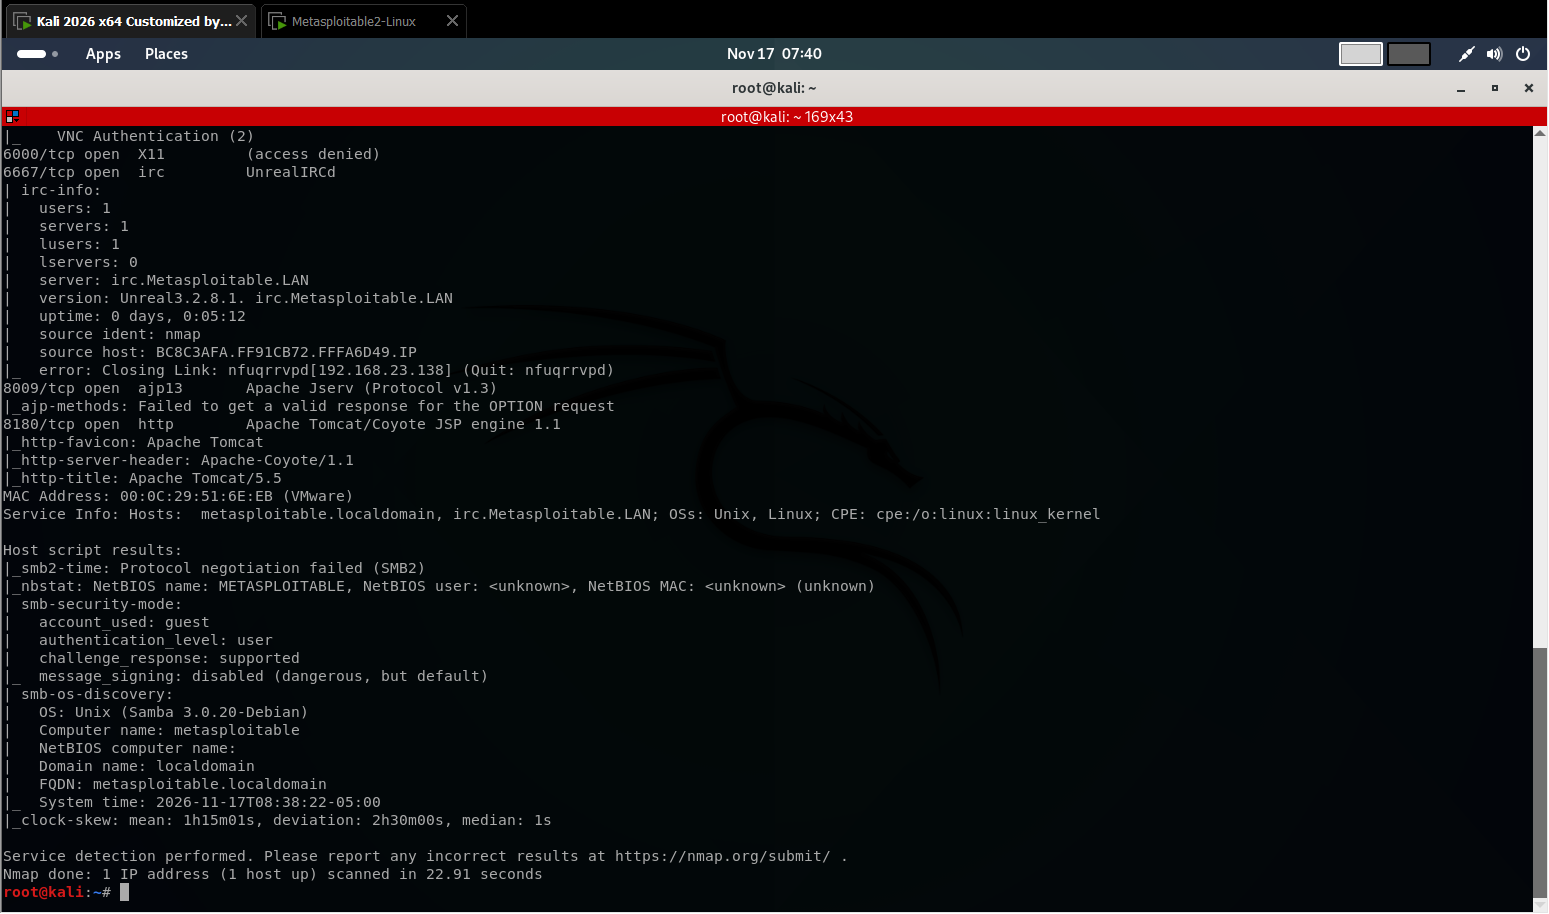 Kali 2026 x64 Customized by...
Metasploitable2-Linux
Apps Places
Nov 17 07:40
root@kali: ~
root@kali: ~ 169x43
|_    VNC Authentication (2)
6000/tcp open  X11         (access denied)
6667/tcp open  irc         UnrealIRCd
| irc-info:
|   users: 1
|   servers: 1
|   lusers: 1
|   lservers: 0
|   server: irc.Metasploitable.LAN
|   version: Unreal3.2.8.1. irc.Metasploitable.LAN
|   uptime: 0 days, 0:05:12
|   source ident: nmap
|   source host: BC8C3AFA.FF91CB72.FFFA6D49.IP
|_  error: Closing Link: nfuqrrvpd[192.168.23.138] (Quit: nfuqrrvpd)
8009/tcp open  ajp13       Apache Jserv (Protocol v1.3)
|_ajp-methods: Failed to get a valid response for the OPTION request
8180/tcp open  http        Apache Tomcat/Coyote JSP engine 1.1
|_http-favicon: Apache Tomcat
|_http-server-header: Apache-Coyote/1.1
|_http-title: Apache Tomcat/5.5
MAC Address: 00:0C:29:51:6E:EB (VMware)
Service Info: Hosts:  metasploitable.localdomain, irc.Metasploitable.LAN; OSs: Unix, Linux; CPE: cpe:/o:linux:linux_kernel
Host script results:
|_smb2-time: Protocol negotiation failed (SMB2)
|_nbstat: NetBIOS name: METASPLOITABLE, NetBIOS user: <unknown>, NetBIOS MAC: <unknown> (unknown)
| smb-security-mode:
|   account_used: guest
|   authentication_level: user
|   challenge_response: supported
|_  message_signing: disabled (dangerous, but default)
| smb-os-discovery:
|   OS: Unix (Samba 3.0.20-Debian)
|   Computer name: metasploitable
|   NetBIOS computer name:
|   Domain name: localdomain
|   FQDN: metasploitable.localdomain
|_  System time: 2026-11-17T08:38:22-05:00
|_clock-skew: mean: 1h15m01s, deviation: 2h30m00s, median: 1s
Service detection performed. Please report any incorrect results at https://nmap.org/submit/ .
Nmap done: 1 IP address (1 host up) scanned in 22.91 seconds
root@kali:~#